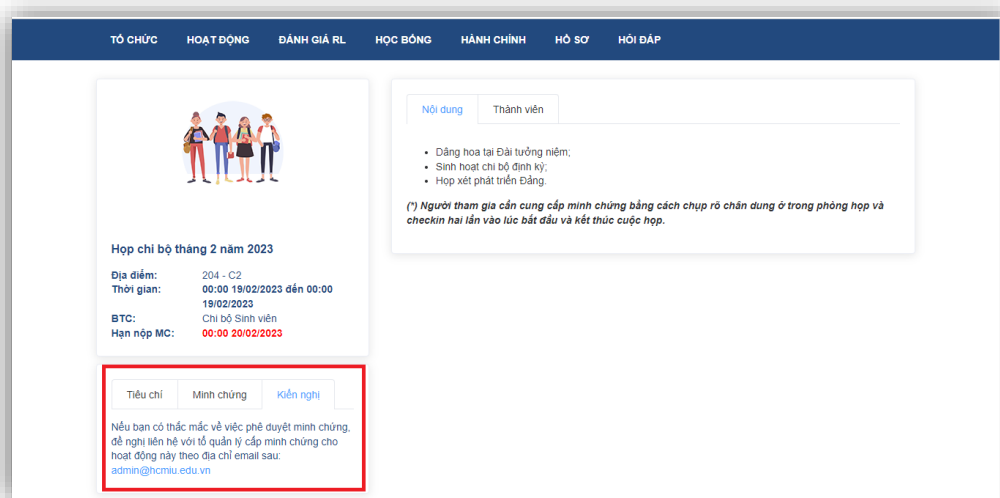 TỔ CHỨC HOẠT ĐỘNG ĐÁNH GIÁ RL HỌC BỔNG HÀNH CHÍNH HỒ SƠ HỎI ĐÁP
Họp chi bộ tháng 2 năm 2023
Địa điểm: 204 - C2
Thời gian: 00:00 19/02/2023 đến 00:00
19/02/2023
BTC: Chi bộ Sinh viên
Hạn nộp MC: 00:00 20/02/2023
Tiêu chí Minh chứng Kiến nghị
Nếu bạn có thắc mắc về việc phê duyệt minh chứng,
đề nghị liên hệ với tổ quản lý cấp minh chứng cho
hoạt động này theo địa chỉ email sau:
admin@hcmiu.edu.vn
Nội dung Thành viên
• Dâng hoa tại Đài tưởng niệm;
• Sinh hoạt chi bộ định kỳ;
• Họp xét phát triển Đảng.
(*) Người tham gia cần cung cấp minh chứng bằng cách chụp rõ chân dung ở trong phòng họp và
checkin hai lần vào lúc bắt đầu và kết thúc cuộc họp.